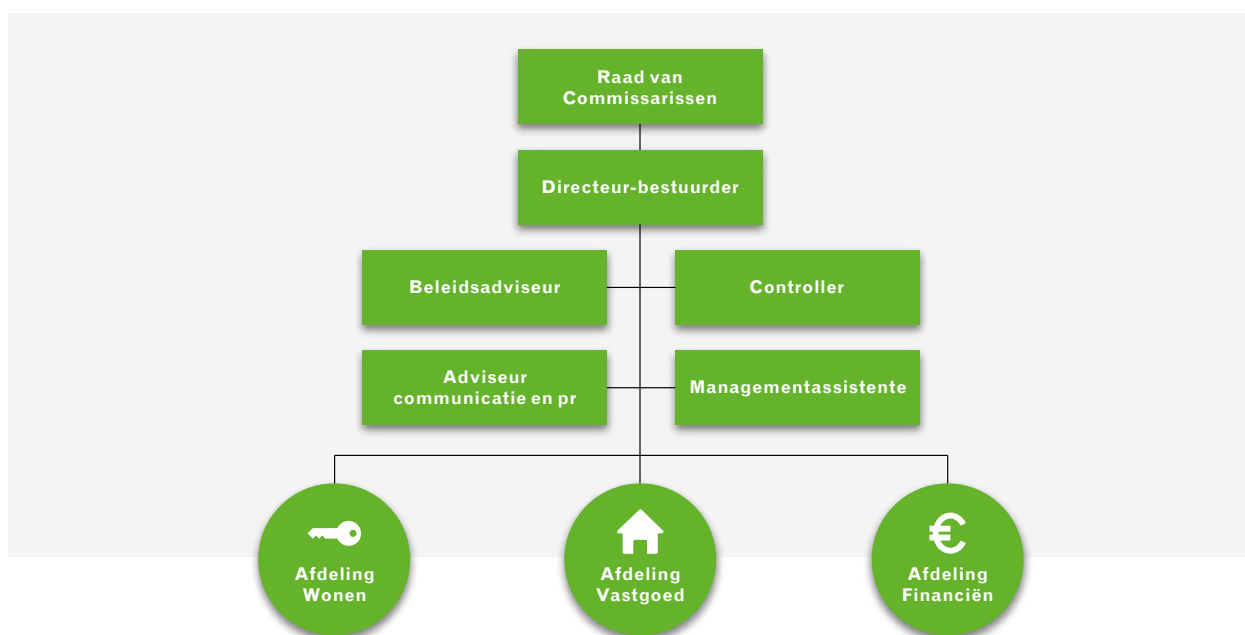 Raad van
Commissarissen
Directeur-bestuurder
Beleidsadviseur
Controller
Adviseur
communicatie en pr
Managementassistente
Afdeling
Wonen
Afdeling
Vastgoed
€
Afdeling
Financiën